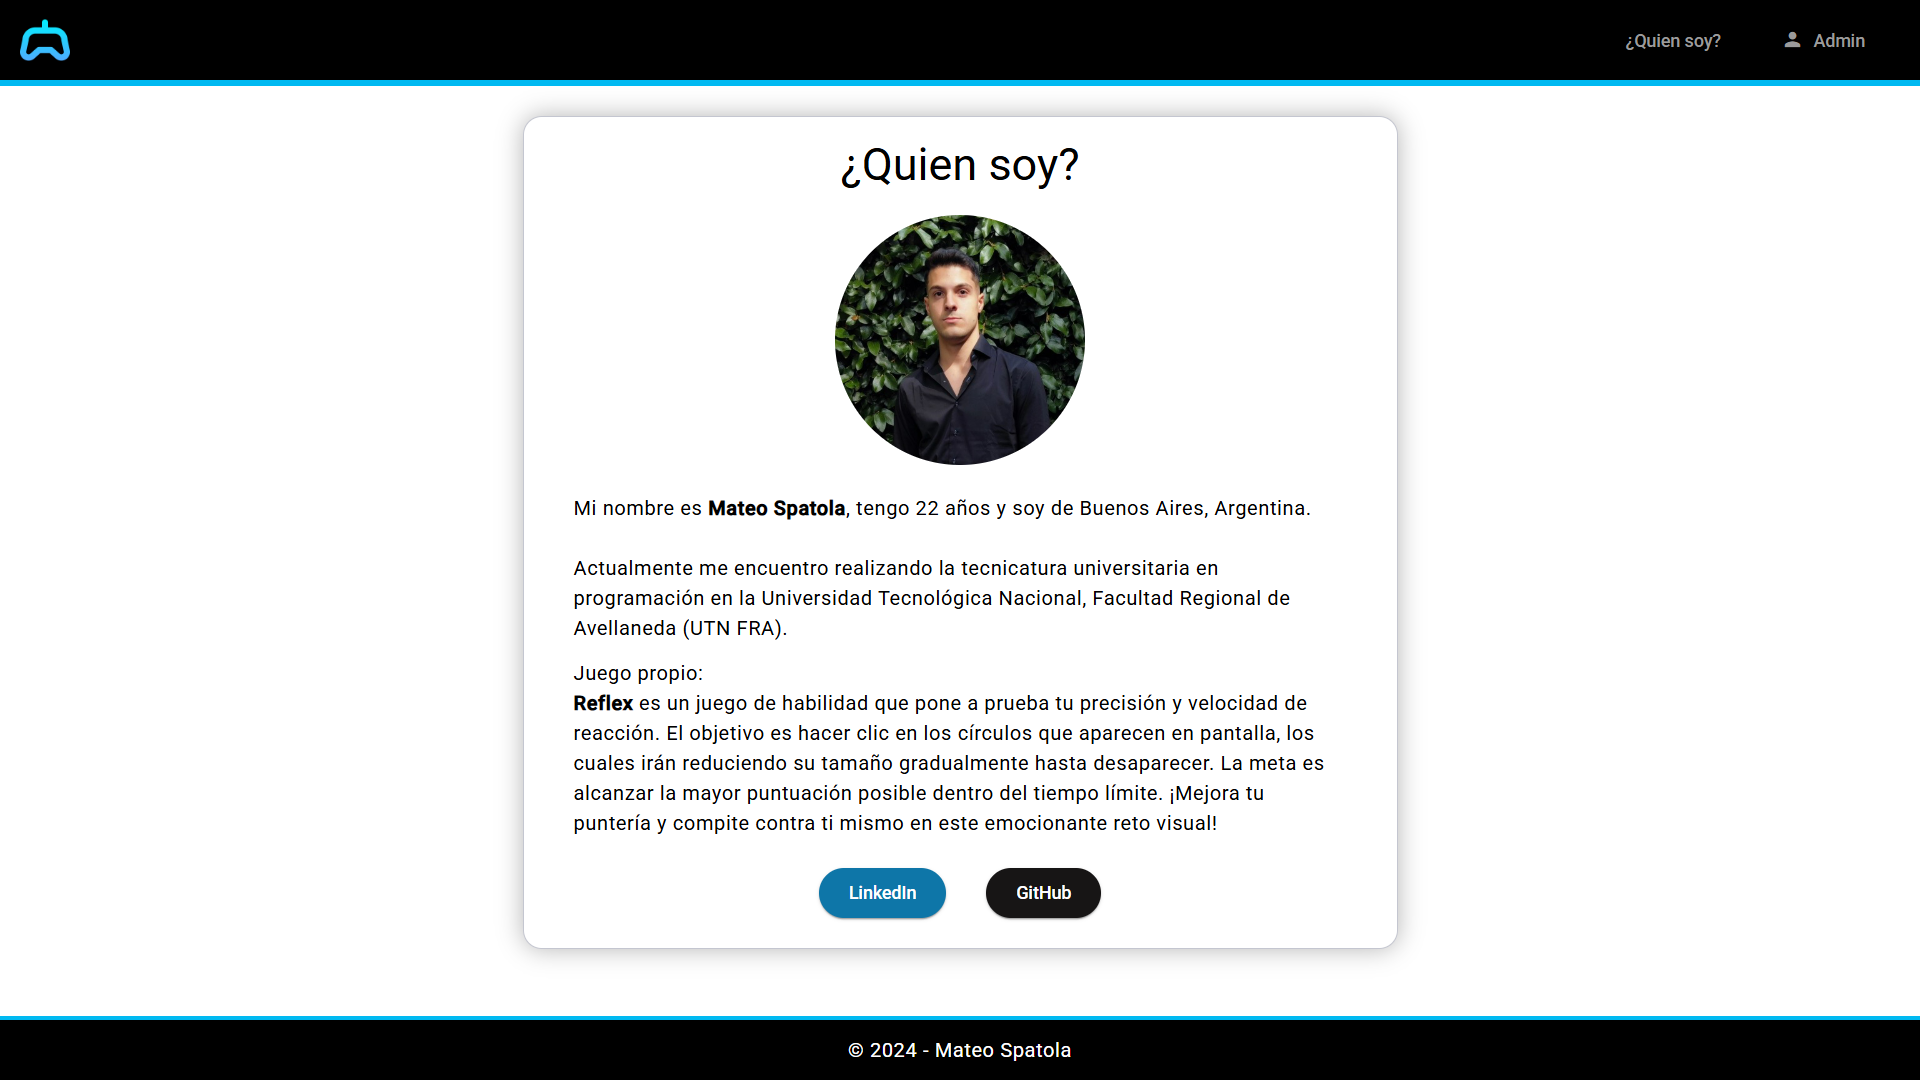 ¿Quien soy?
Admin
¿Quien soy?
Mi nombre es Mateo Spatola, tengo 22 años y soy de Buenos Aires, Argentina.
Actualmente me encuentro realizando la tecnicatura universitaria en
programación en la Universidad Tecnológica Nacional, Facultad Regional de
Avellaneda (UTN FRA).
Juego propio:
Reflex es un juego de habilidad que pone a prueba tu precisión y velocidad de
reacción. El objetivo es hacer clic en los círculos que aparecen en pantalla, los
cuales irán reduciendo su tamaño gradualmente hasta desaparecer. La meta es
alcanzar la mayor puntuación posible dentro del tiempo límite. ¡Mejora tu
puntería y compite contra ti mismo en este emocionante reto visual!
LinkedIn
GitHub
© 2024 - Mateo Spatola